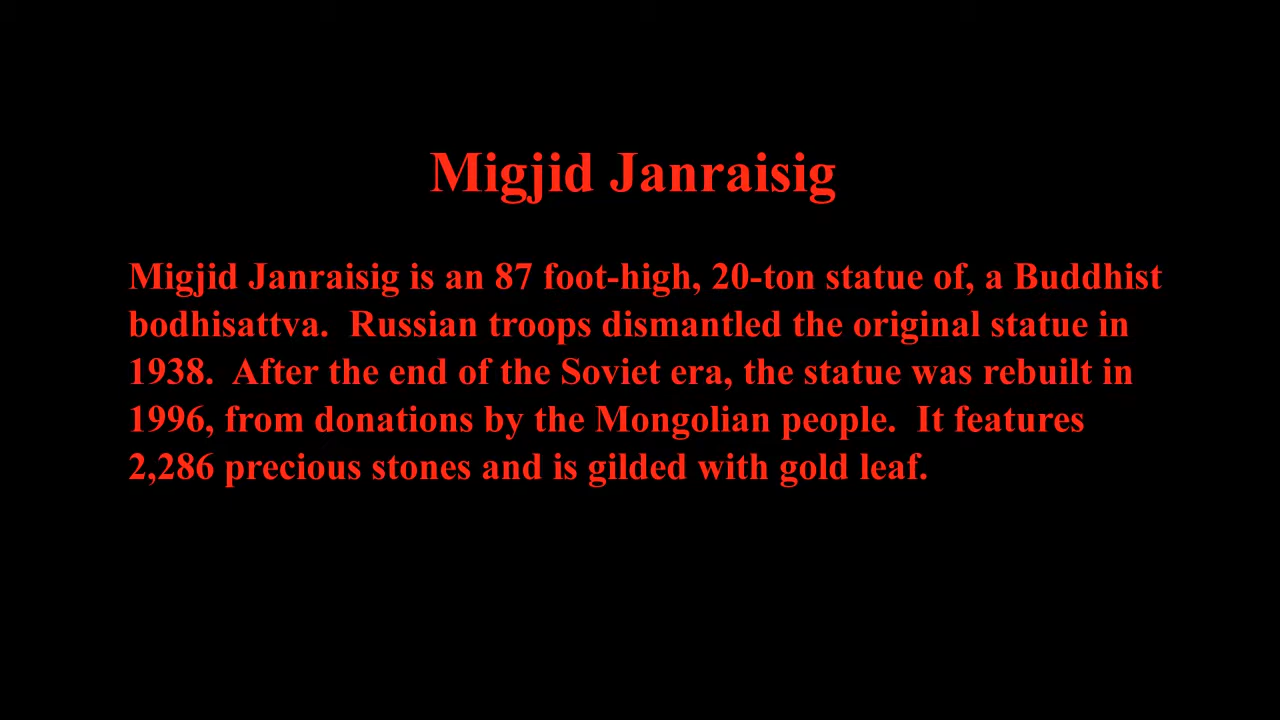 Migjid Janraisig
Migjid Janraisig is an 87 foot-high, 20-ton statue of, a Buddhist
bodhisattva.  Russian troops dismantled the original statue in
1938.  After the end of the Soviet era, the statue was rebuilt in
1996, from donations by the Mongolian people.  It features
2,286 precious stones and is gilded with gold leaf.